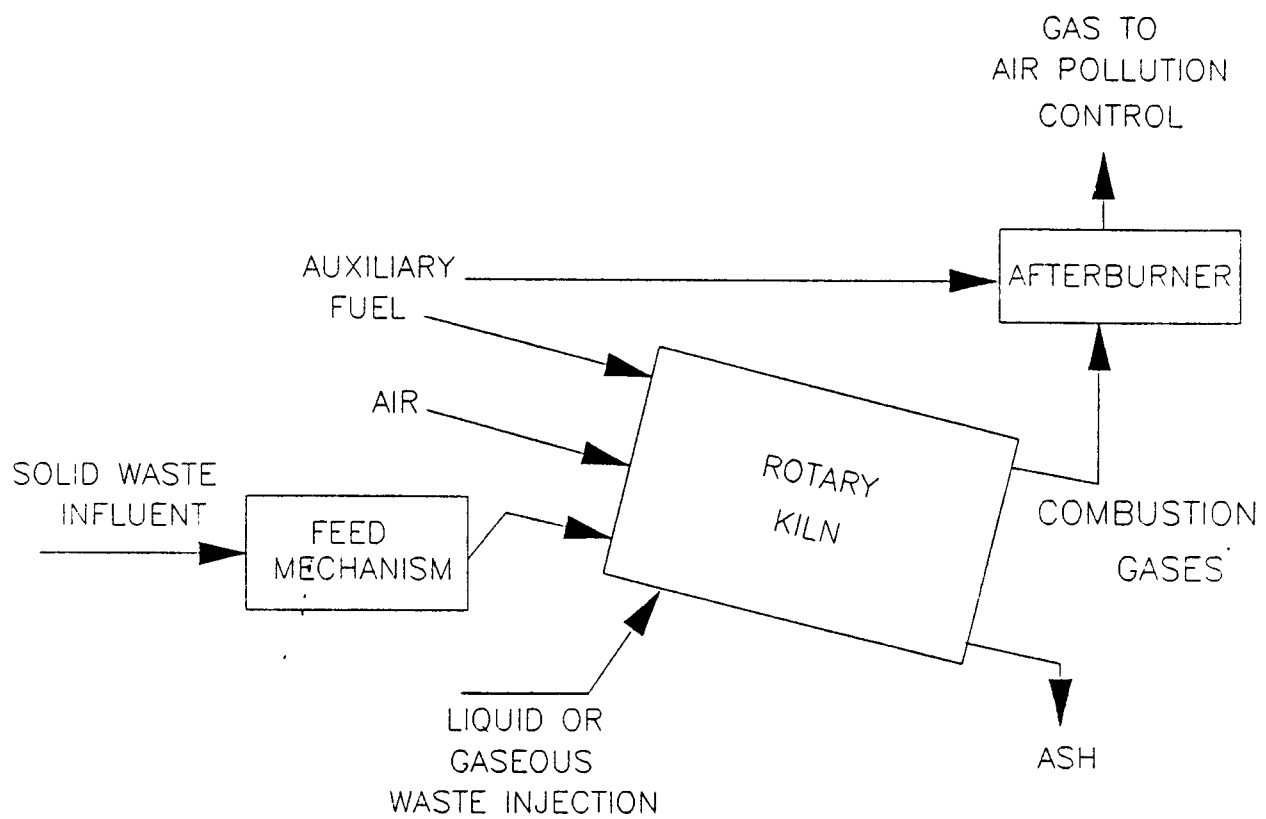 GAS TO
AIR POLLUTION
CONTROL
AUXILIARY
FUEL
AFTERBURNER
AIR
ROTARY
KILN
SOLID WASTE
INFLUENT
FEED
MECHANISM
COMBUSTION
GASES
LIQUID OR
GASEOUS
WASTE INJECTION
ASH